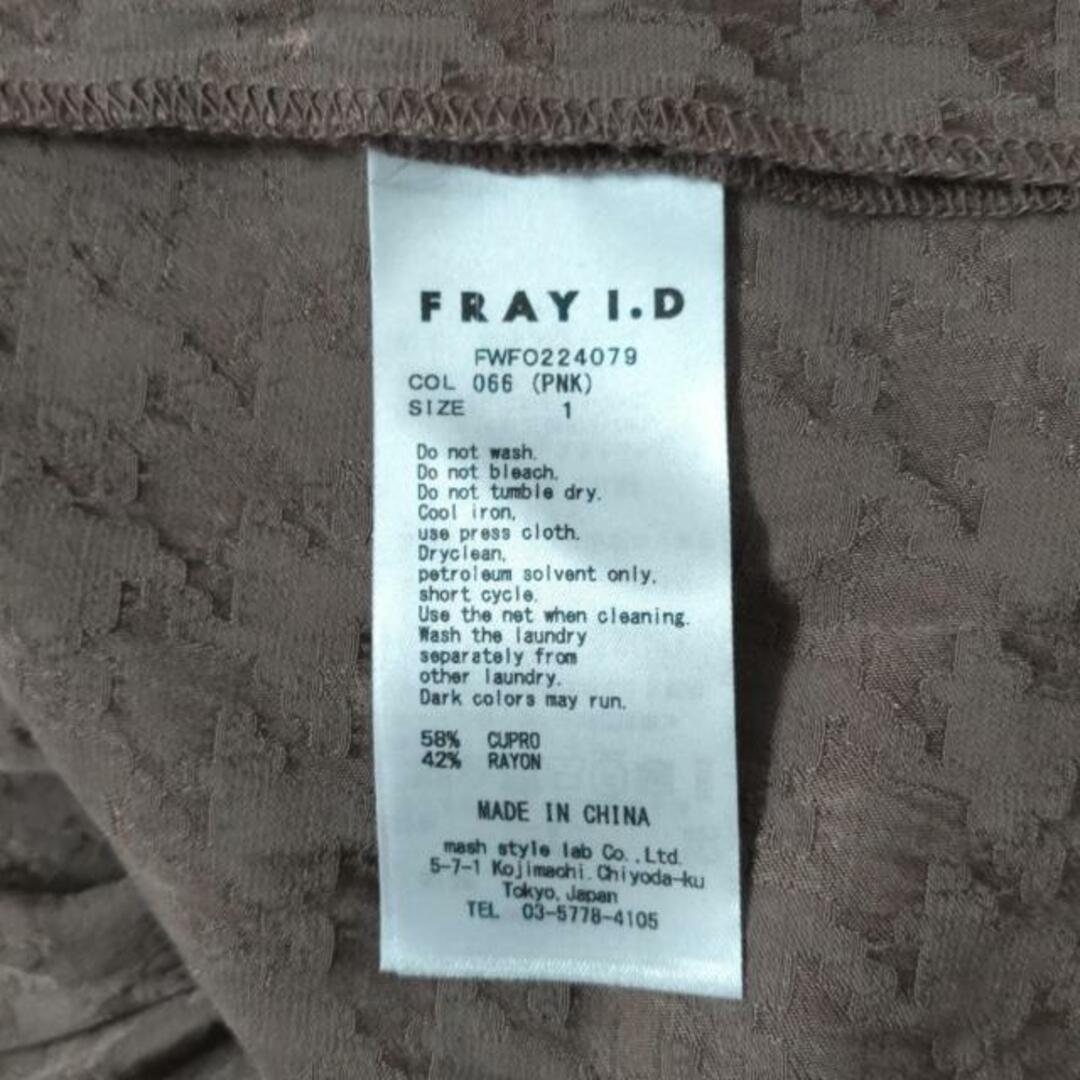 FRAY I.D
FWFO224079
COL 066 (PNK)
SIZE 1
Do not wash.
Do not bleach.
Do not tumble dry.
Cool iron,
use press cloth.
Dryclean,
petroleum solvent only,
short cycle.
Use the net when cleaning.
Wash the laundry
separately from
other laundry.
Dark colors may run.
58% CUPRO
42% RAYON
MADE IN CHINA
mash style lab Co.,Ltd.
5-7-1 Kojimachi.Chiyoda-ku
Tokyo,Japan
TEL 03-5778-4105